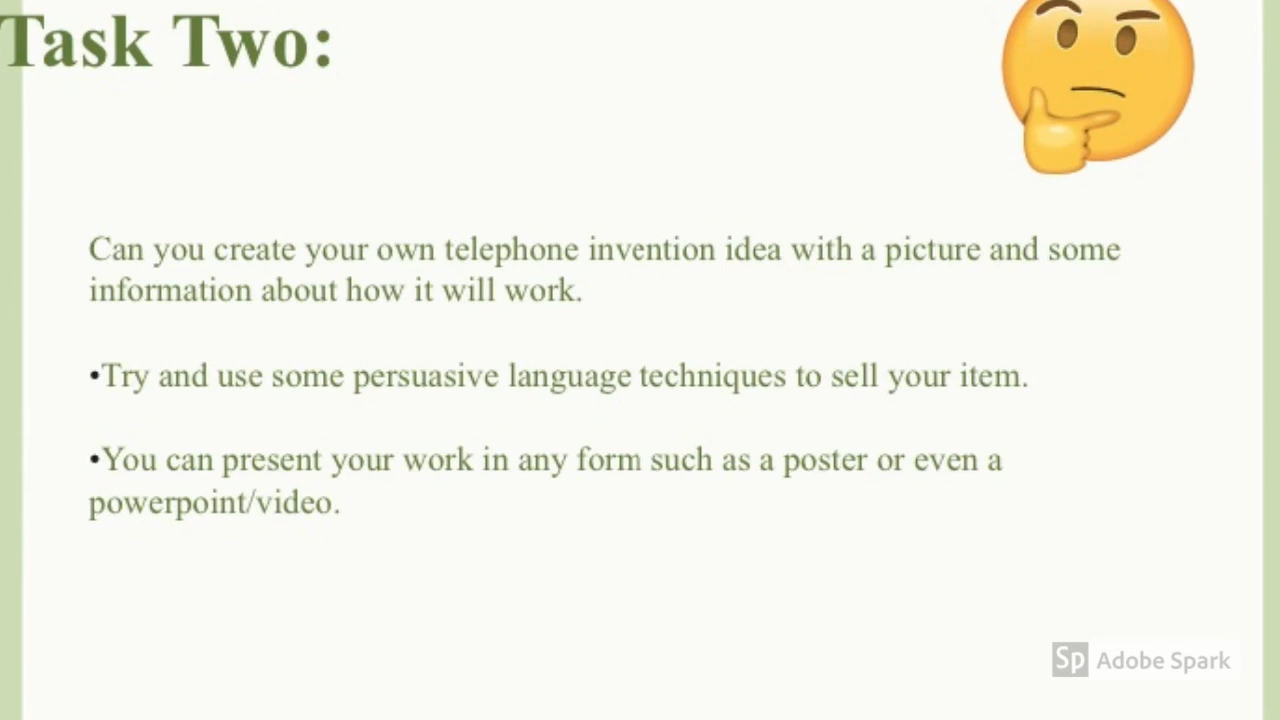 Task Two:
Can you create your own telephone invention idea with a picture and some
information about how it will work.
•Try and use some persuasive language techniques to sell your item.
•You can present your work in any form such as a poster or even a
powerpoint/video.
Sp Adobe Spark